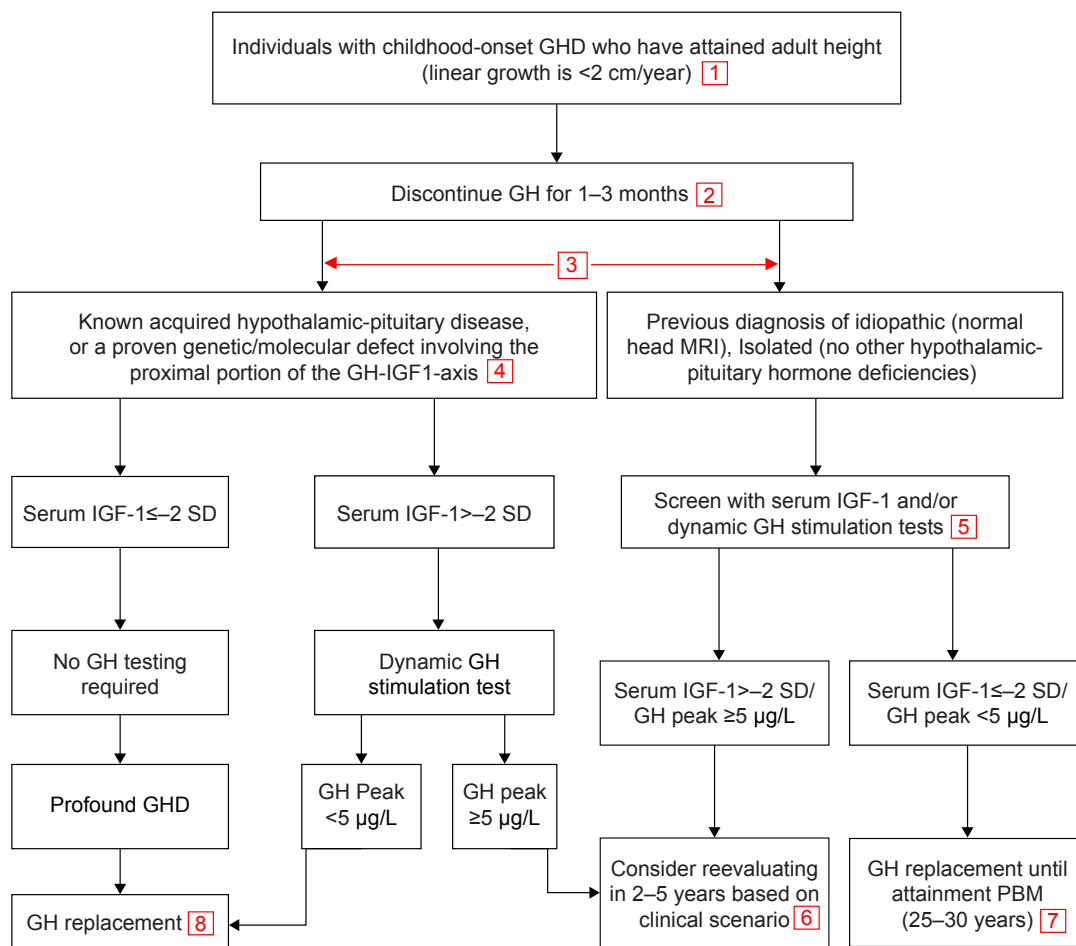 Individuals with childhood-onset GHD who have attained adult height
(linear growth is <2 cm/year) 1
Discontinue GH for 1–3 months 2
3
Known acquired hypothalamic-pituitary disease,
or a proven genetic/molecular defect involving the
proximal portion of the GH-IGF1-axis 4
Previous diagnosis of idiopathic (normal
head MRI), Isolated (no other hypothalamic-
pituitary hormone deficiencies)
Serum IGF-1≤–2 SD
Serum IGF-1>–2 SD
Screen with serum IGF-1 and/or
dynamic GH stimulation tests 5
No GH testing
required
Dynamic GH
stimulation test
Serum IGF-1>–2 SD/
GH peak ≥5 µg/L
Serum IGF-1≤–2 SD/
GH peak <5 µg/L
Profound GHD
GH Peak
<5 µg/L
GH peak
≥5 µg/L
GH replacement 8
Consider reevaluating
in 2–5 years based on
clinical scenario 6
GH replacement until
attainment PBM
(25–30 years) 7